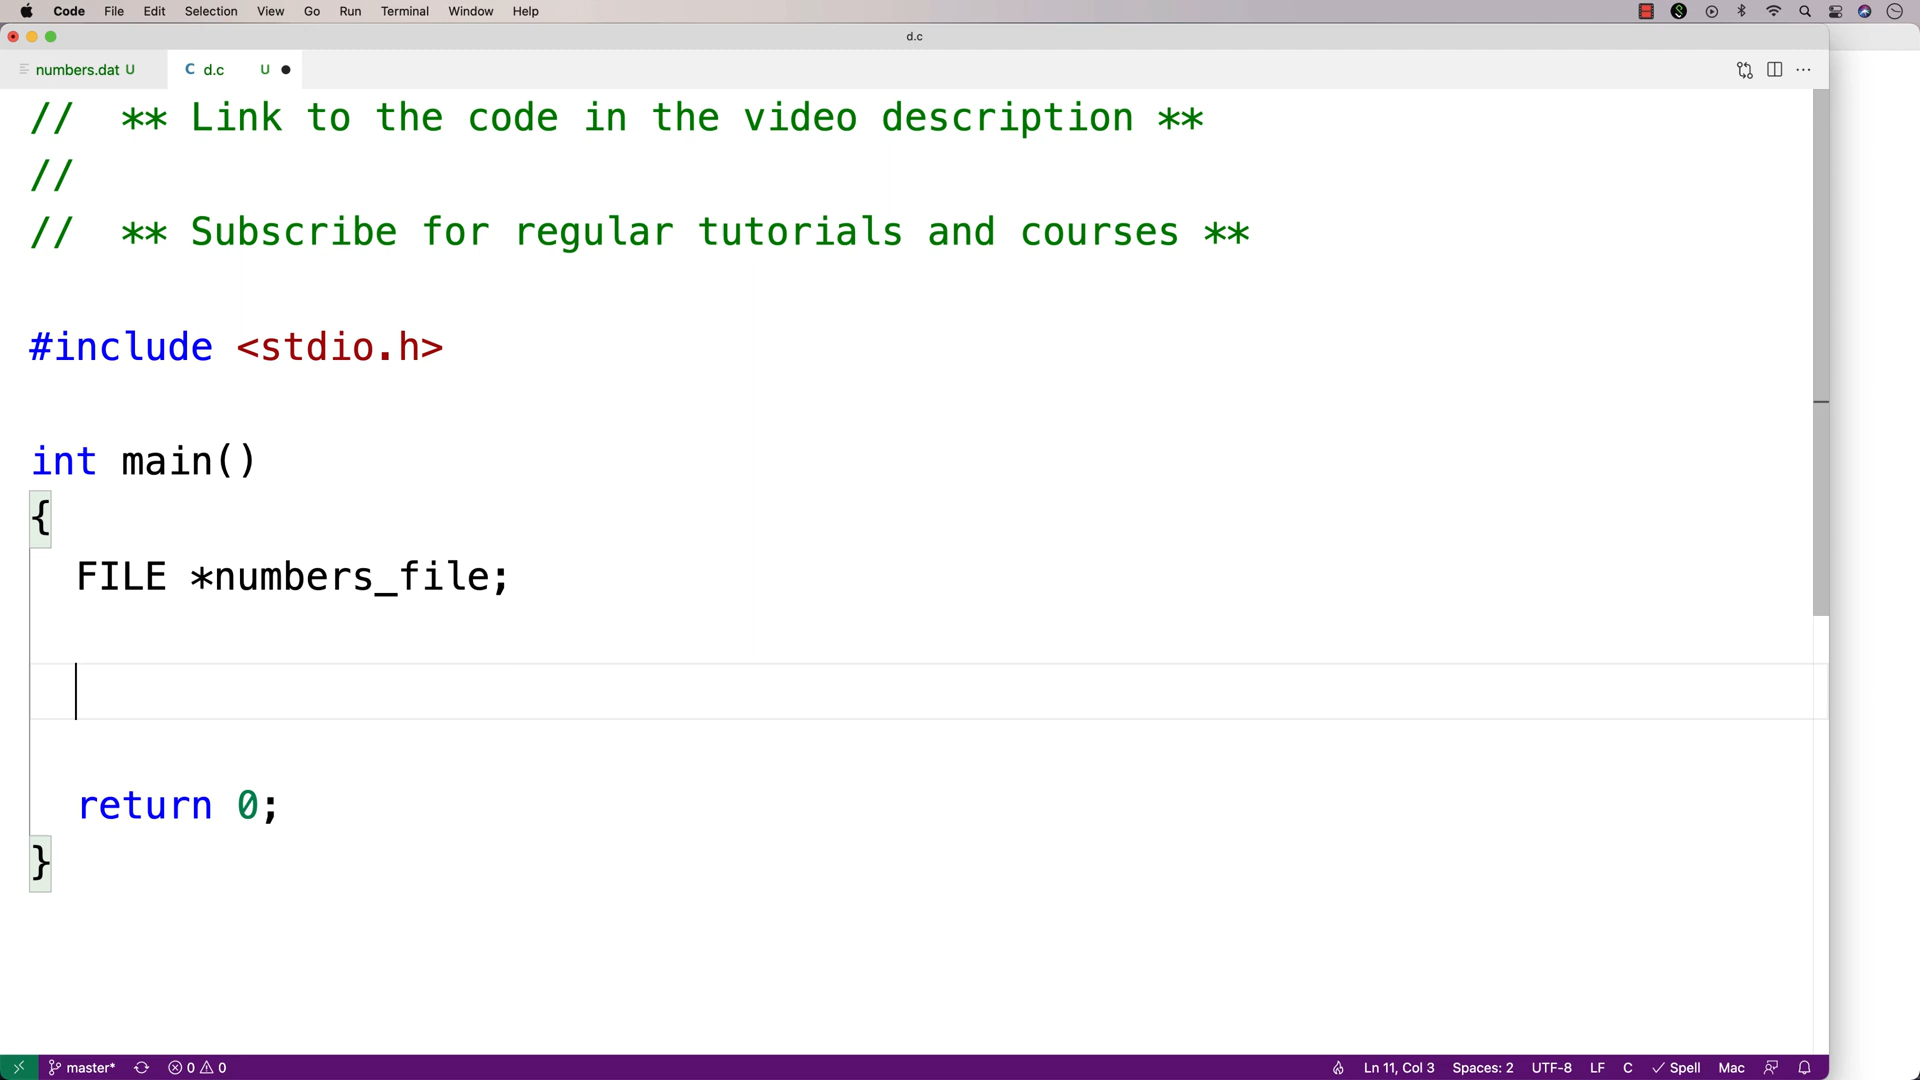 Code File Edit Selection View Go Run Terminal Window Help
d.c
numbers.dat U
C d.c U
//  ** Link to the code in the video description **
//
//  ** Subscribe for regular tutorials and courses **
#include <stdio.h>
int main()
{
FILE *numbers_file;
return 0;
}
master* 0 0 Ln 11, Col 3 Spaces: 2 UTF-8 LF C Spell Mac